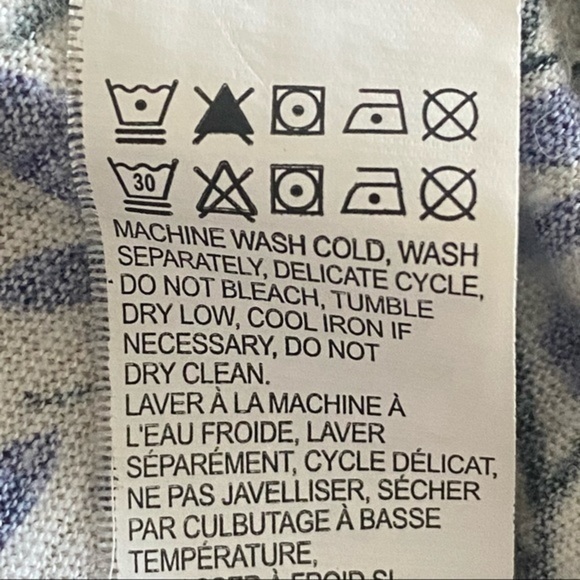 30
MACHINE WASH COLD, WASH
SEPARATELY, DELICATE CYCLE,
DO NOT BLEACH, TUMBLE
DRY LOW, COOL IRON IF
NECESSARY, DO NOT
DRY CLEAN.
LAVER À LA MACHINE À
L'EAU FROIDE, LAVER
SÉPARÉMENT, CYCLE DÉLICAT,
NE PAS JAVELLISER, SÉCHER
PAR CULBUTAGE À BASSE
TEMPÉRATURE,
À FROID SI